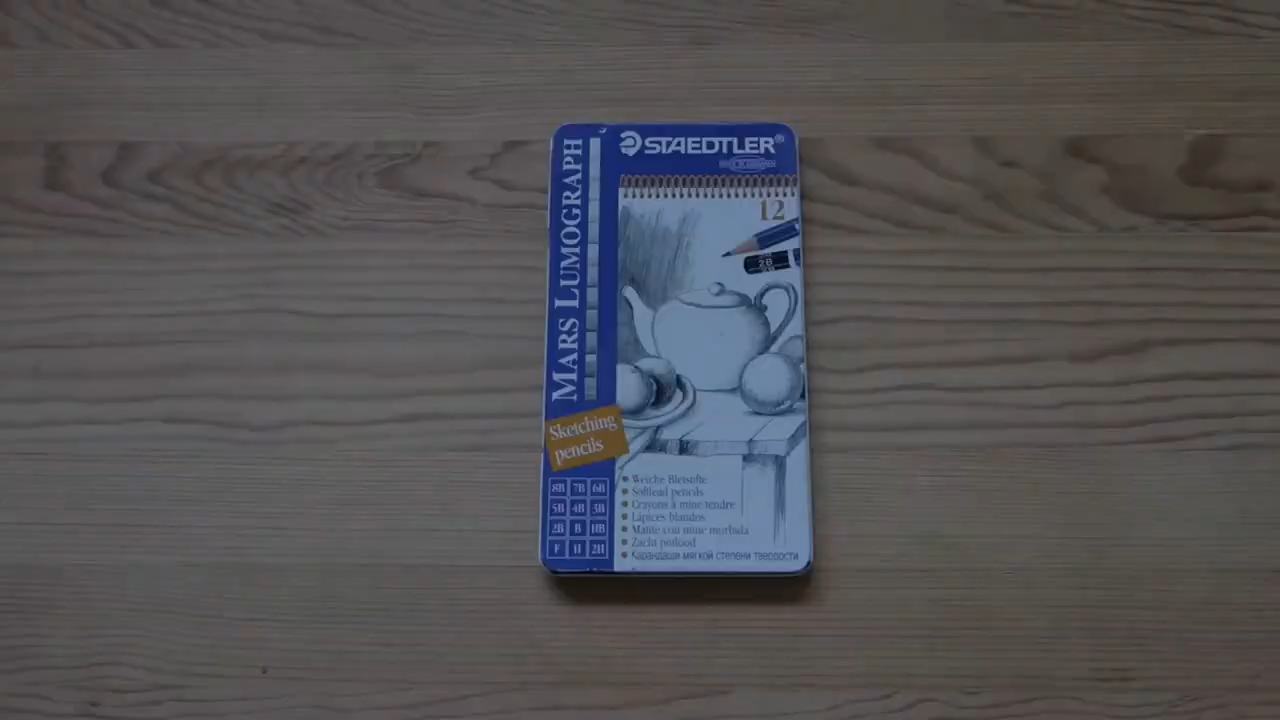 STAEDTLER®
MARS LUMOGRAPH
12
2B
Sketching
pencils
8B 7B 6B
5B 4B 3B
2B B HB
F H 2H
Weiche Bleistifte
Softlead pencils
Crayons à mine tendre
Lápices blandos
Matite con mine morbida
Zacht potlood
Карандаши мягкой степени твердости